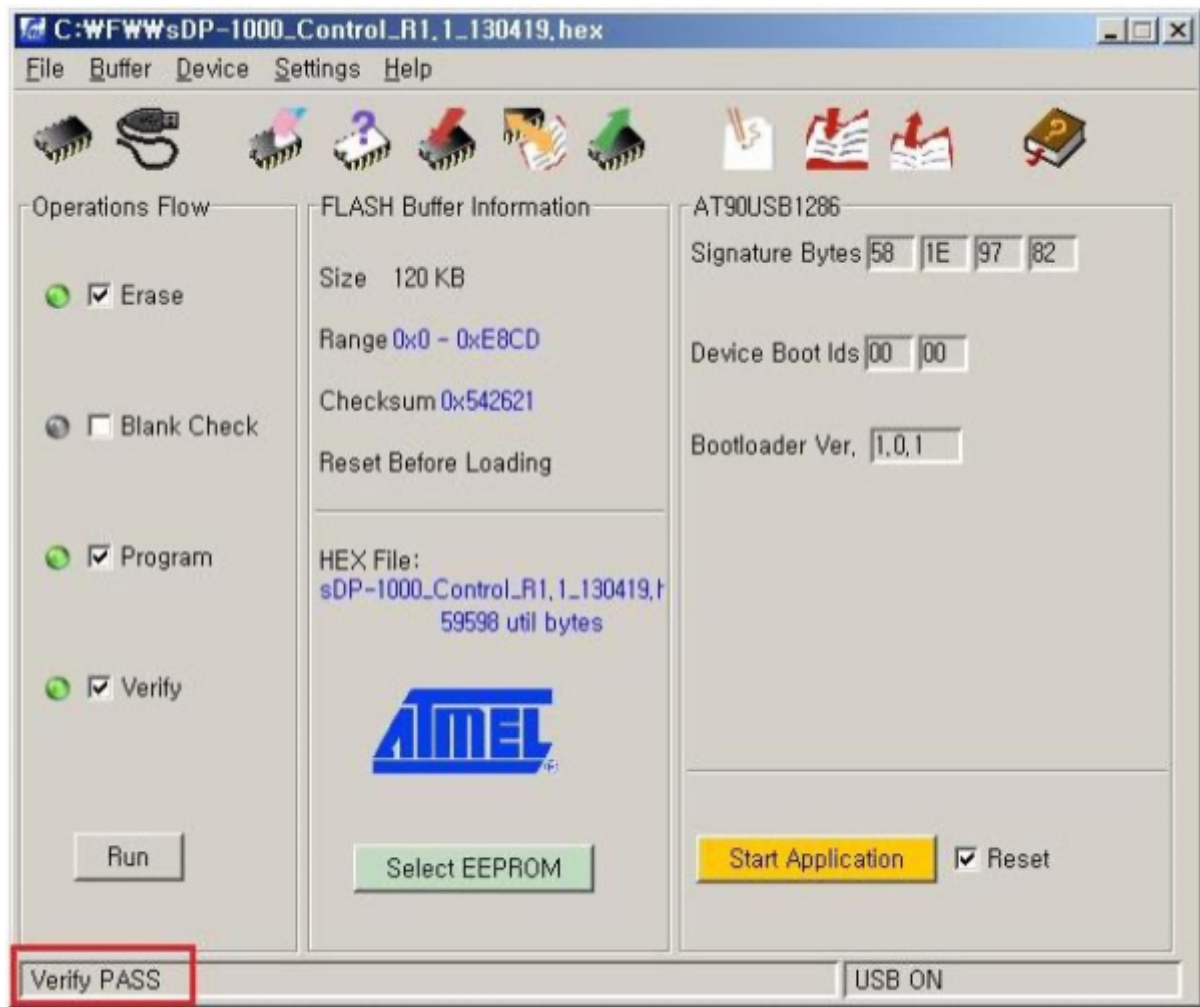 C:₩FW₩sDP-1000_Control_R1,1_130419,hex
File Buffer Device Settings Help
Operations Flow
Erase
Blank Check
Program
Verify
Run
FLASH Buffer Information
Size 120 KB
Range 0x0 - 0xE8CD
Checksum 0x542621
Reset Before Loading
HEX File:
sDP-1000_Control_R1,1_130419,h
59598 util bytes
ATMEL
®
Select EEPROM
AT90USB1286
Signature Bytes 58 1E 97 82
Device Boot Ids 00 00
Bootloader Ver, 1,0,1
Start Application Reset
Verify PASS
USB ON